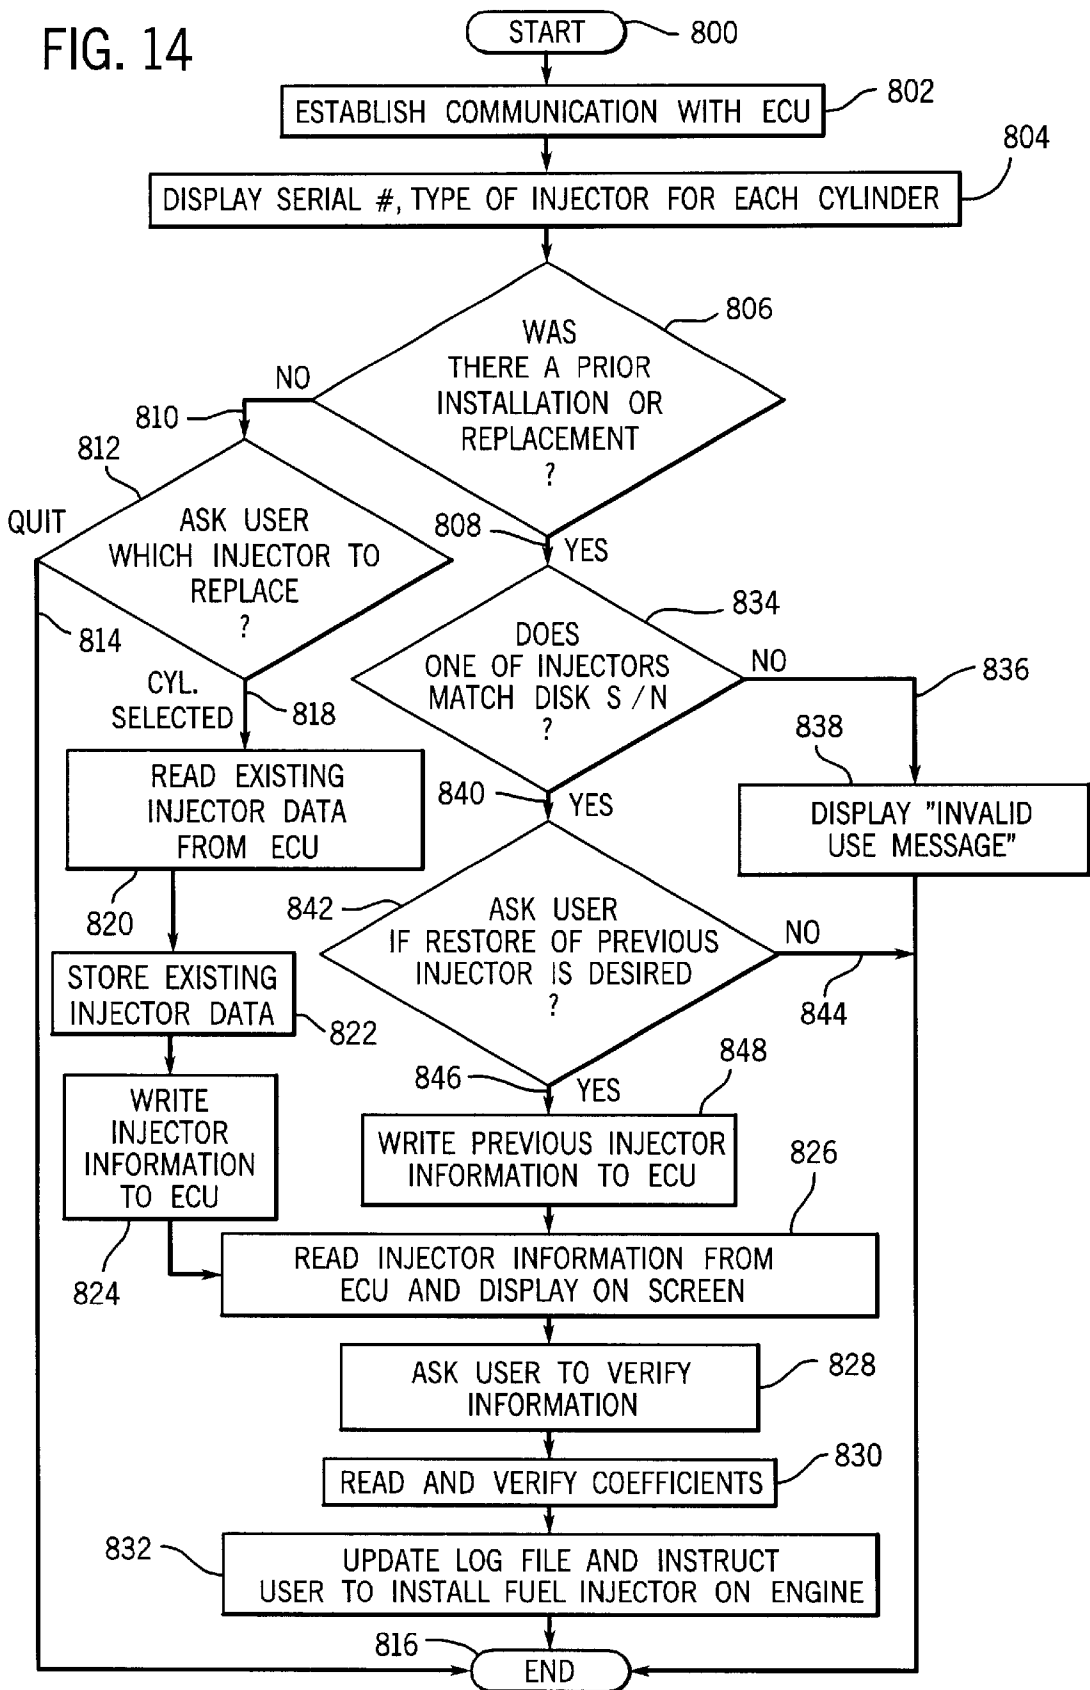 FIG. 14
START
800
ESTABLISH COMMUNICATION WITH ECU
802
804
DISPLAY SERIAL #, TYPE OF INJECTOR FOR EACH CYLINDER
806
WAS
THERE A PRIOR
INSTALLATION OR
REPLACEMENT
?
NO
810
812
808
YES
QUIT
ASK USER
WHICH INJECTOR TO
REPLACE
?
814
834
DOES
ONE OF INJECTORS
MATCH DISK S/N
?
NO
836
CYL.
SELECTED
818
838
READ EXISTING
INJECTOR DATA
FROM ECU
840
YES
DISPLAY "INVALID
USE MESSAGE"
820
842
ASK USER
IF RESTORE OF PREVIOUS
INJECTOR IS DESIRED
?
NO
844
STORE EXISTING
INJECTOR DATA
822
846
YES
848
WRITE
INJECTOR
INFORMATION
TO ECU
WRITE PREVIOUS INJECTOR
INFORMATION TO ECU
826
824
READ INJECTOR INFORMATION FROM
ECU AND DISPLAY ON SCREEN
ASK USER TO VERIFY
INFORMATION
828
READ AND VERIFY COEFFICIENTS
830
832
UPDATE LOG FILE AND INSTRUCT
USER TO INSTALL FUEL INJECTOR ON ENGINE
816
END